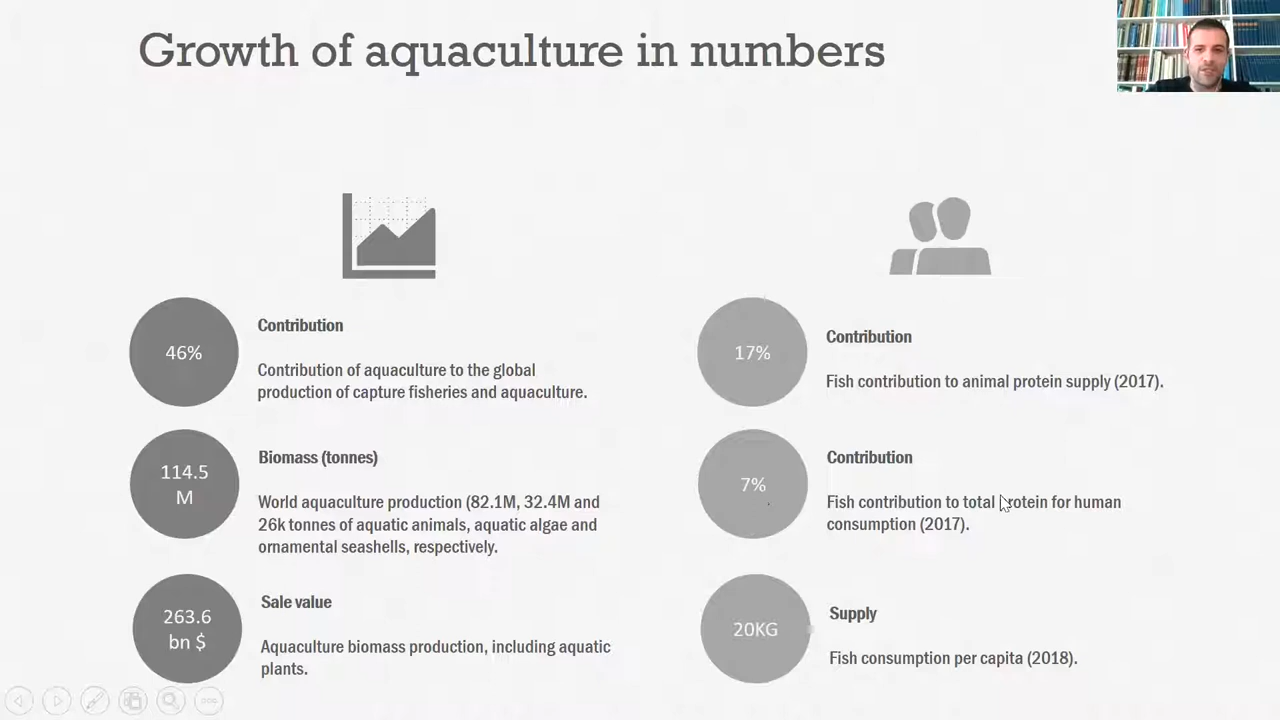 Growth of aquaculture in numbers
46%
Contribution
Contribution of aquaculture to the global
production of capture fisheries and aquaculture.
114.5
M
Biomass (tonnes)
World aquaculture production (82.1M, 32.4M and
26k tonnes of aquatic animals, aquatic algae and
ornamental seashells, respectively.
263.6
bn $
Sale value
Aquaculture biomass production, including aquatic
plants.
17%
Contribution
Fish contribution to animal protein supply (2017).
7%
Contribution
Fish contribution to total protein for human
consumption (2017).
20KG
Supply
Fish consumption per capita (2018).